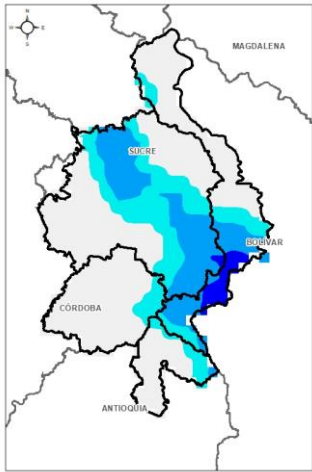 N
W E
S
MAGDALENA
SUCRE
BOLÍVAR
CÓRDOBA
ANTIOQUIA